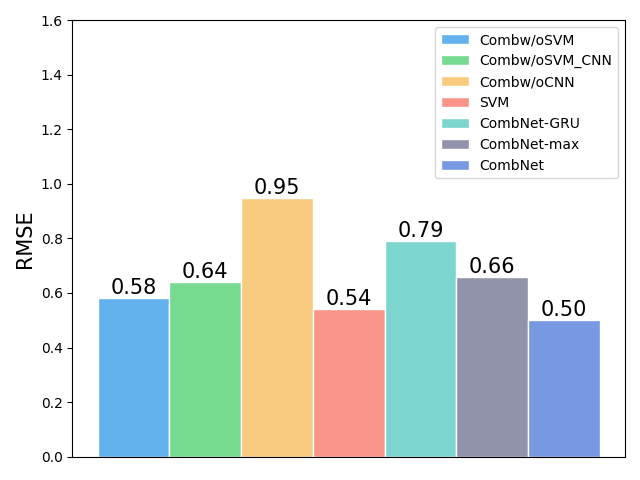 1.6
1.4
1.2
1.0
0.8
0.6
0.4
0.2
0.0
RMSE
Combw/oSVM
Combw/oSVM_CNN
Combw/oCNN
SVM
CombNet-GRU
CombNet-max
CombNet
0.58
0.64
0.95
0.54
0.79
0.66
0.50